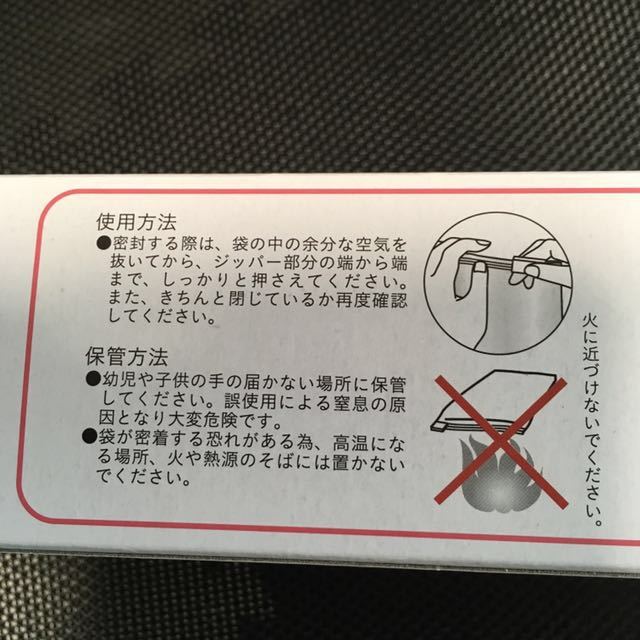 使用方法
●密封する際は、袋の中の余分な空気を
抜いてから、ジッパー部分の端から端
まで、しっかりと押さえてください。
また、きちんと閉じているか再度確認
してください。
保管方法
●幼児や子供の手の届かない場所に保管
してください。誤使用による窒息の原
因となり大変危険です。
●袋が密着する恐れがある為、高温にな
る場所、火や熱源のそばには置かない
でください。
火に近づけないでください。